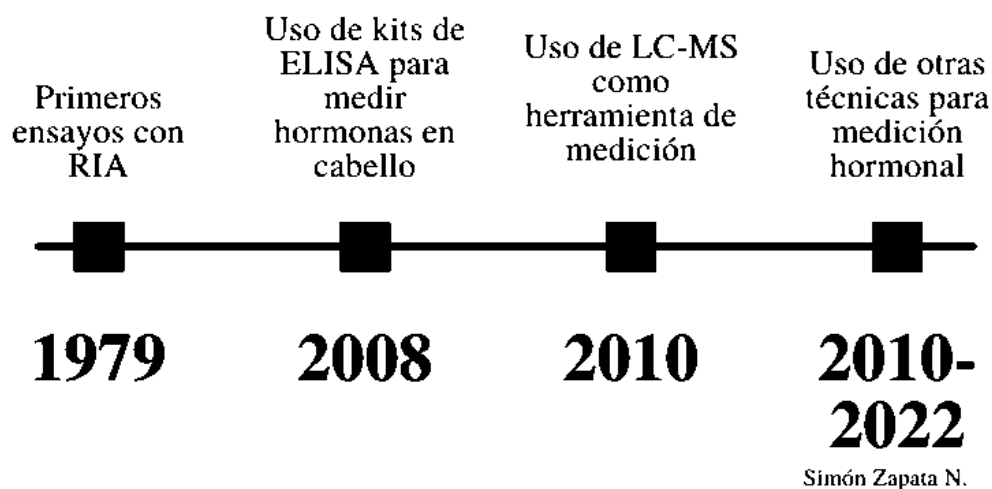 Primeros
ensayos con
RIA
Uso de kits de
ELISA para
medir
hormonas en
cabello
Uso de LC-MS
como
herramienta de
medición
Uso de otras
técnicas para
medición
hormonal
1979
2008
2010
2010-
2022
Simón Zapata N.